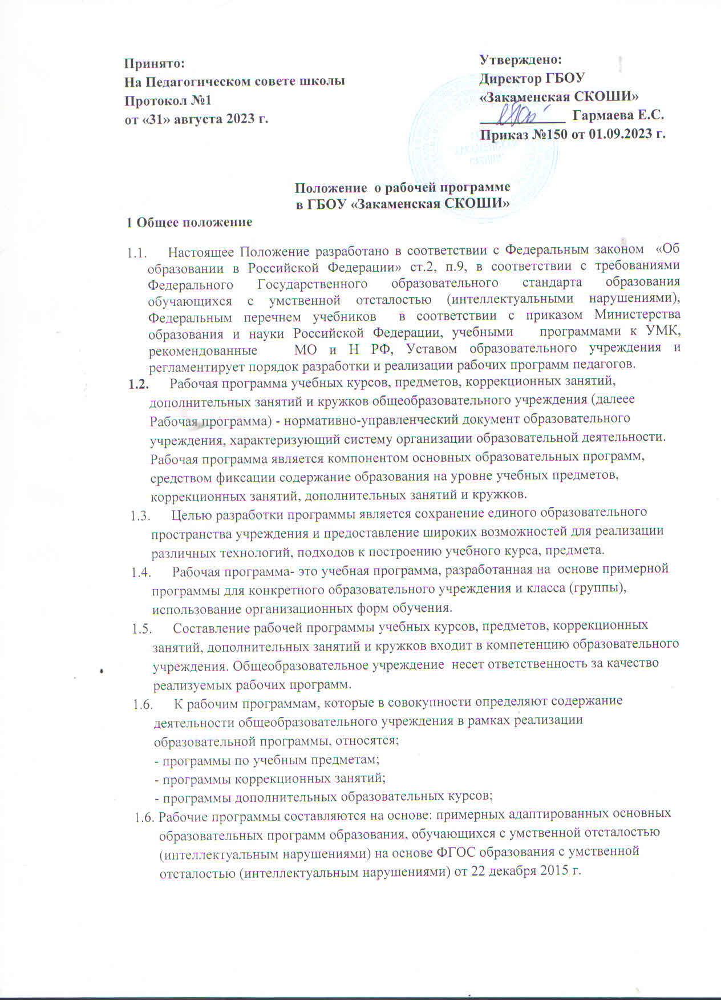 Принято:
На Педагогическом совете школы
Протокол №1
от «31» августа 2023 г.
Утверждено:
Директор ГБОУ
«Закаменская СКОШИ»
____________ Гармаева Е.С.
Приказ №150 от 01.09.2023 г.
Положение о рабочей программе
в ГБОУ «Закаменская СКОШИ»
1 Общее положение
1.1. Настоящее Положение разработано в соответствии с Федеральным законом «Об
образовании в Российской Федерации» ст.2, п.9, в соответствии с требованиями
Федерального Государственного образовательного стандарта образования
обучающихся с умственной отсталостью (интеллектуальными нарушениями),
Федеральным перечнем учебников в соответствии с приказом Министерства
образования и науки Российской Федерации, учебными программами к УМК,
рекомендованные МО и Н РФ, Уставом образовательного учреждения и
регламентирует порядок разработки и реализации рабочих программ педагогов.
1.2. Рабочая программа учебных курсов, предметов, коррекционных занятий,
дополнительных занятий и кружков общеобразовательного учреждения (далеее
Рабочая программа) - нормативно-управленческий документ образовательного
учреждения, характеризующий систему организации образовательной деятельности.
Рабочая программа является компонентом основных образовательных программ,
средством фиксации содержание образования на уровне учебных предметов,
коррекционных занятий, дополнительных занятий и кружков.
1.3. Целью разработки программы является сохранение единого образовательного
пространства учреждения и предоставление широких возможностей для реализации
различных технологий, подходов к построению учебного курса, предмета.
1.4. Рабочая программа- это учебная программа, разработанная на основе примерной
программы для конкретного образовательного учреждения и класса (группы),
использование организационных форм обучения.
1.5. Составление рабочей программы учебных курсов, предметов, коррекционных
занятий, дополнительных занятий и кружков входит в компетенцию образовательного
учреждения. Общеобразовательное учреждение несет ответственность за качество
реализуемых рабочих программ.
1.6. К рабочим программам, которые в совокупности определяют содержание
деятельности общеобразовательного учреждения в рамках реализации
образовательной программы, относятся;
- программы по учебным предметам;
- программы коррекционных занятий;
- программы дополнительных образовательных курсов;
1.6. Рабочие программы составляются на основе: примерных адаптированных основных
образовательных программ образования, обучающихся с умственной отсталостью
(интеллектуальным нарушениями) на основе ФГОС образования с умственной
отсталостью (интеллектуальным нарушениями) от 22 декабря 2015 г.